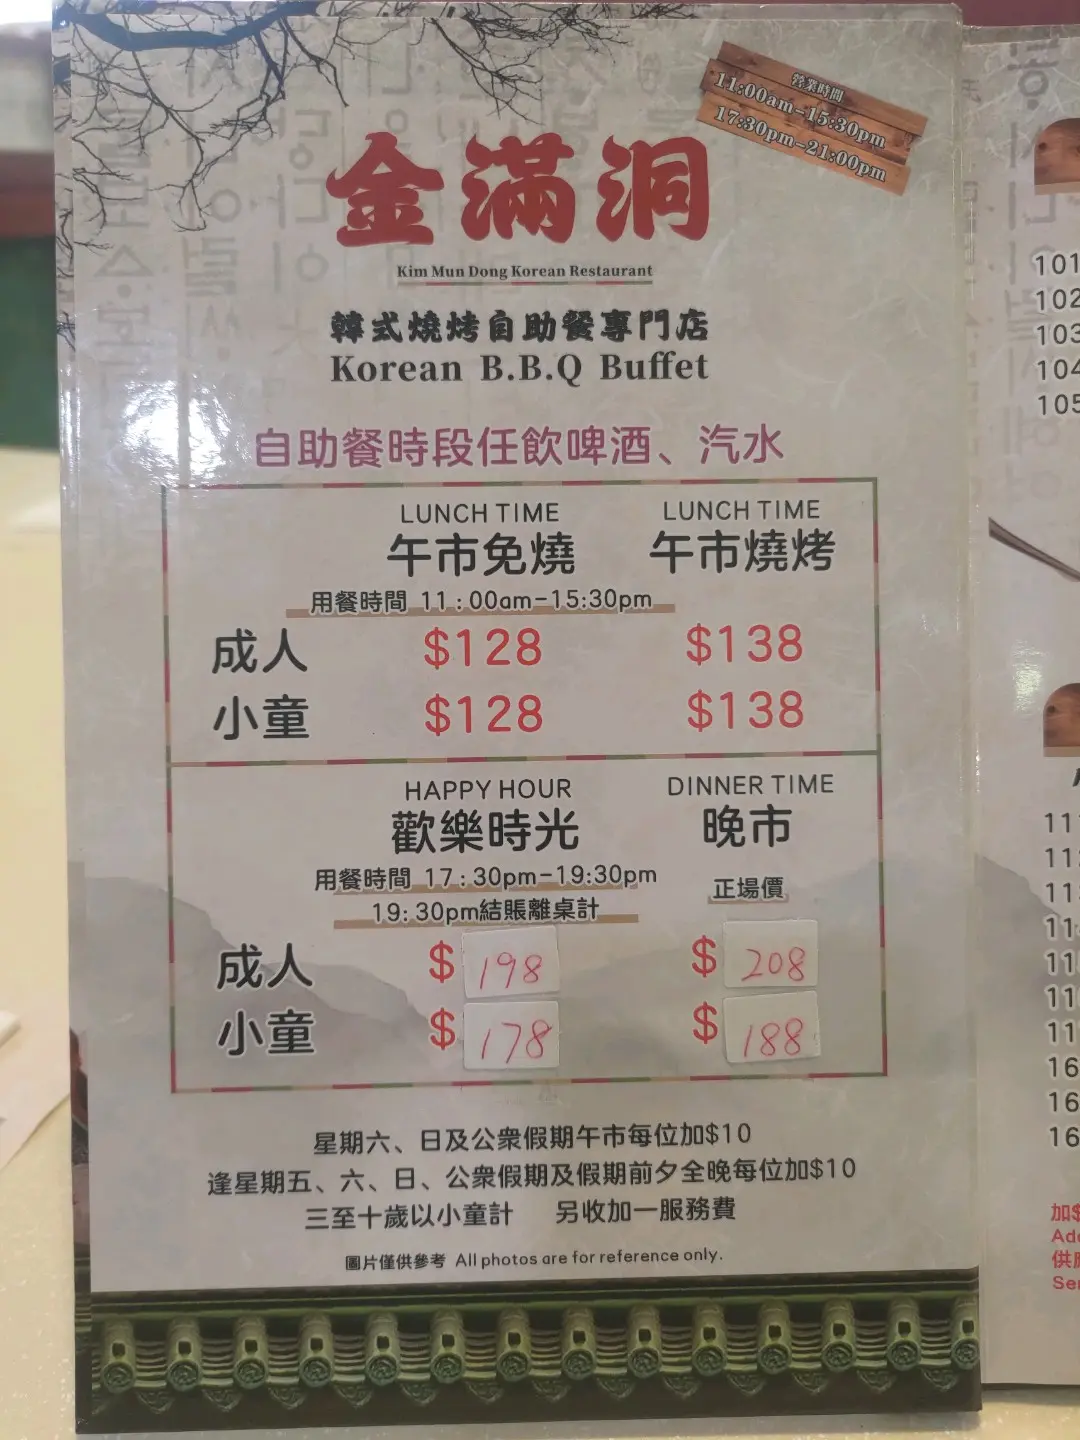 營業時間
11:00am-15:30pm
17:30pm-21:00pm
金滿洞
Kim Mun Dong Korean Restaurant
韓式燒烤自助餐專門店
Korean B.B.Q Buffet
自助餐時段任飲啤酒、汽水
LUNCH TIME LUNCH TIME
午市免燒 午市燒烤
用餐時間 11:00am-15:30pm
成人 $128 $138
小童 $128 $138
HAPPY HOUR DINNER TIME
歡樂時光 晚市
用餐時間 17:30pm-19:30pm 正場價
19:30pm結賬離桌計
成人 $198 $208
小童 $178 $188
星期六、日及公眾假期午市每位加$10
逢星期五、六、日、公眾假期及假期前夕全晚每位加$10
三至十歲以小童計 另收加一服務費
圖片僅供參考 All photos are for reference only.
101
102
103
104
105
16
16
16
加$